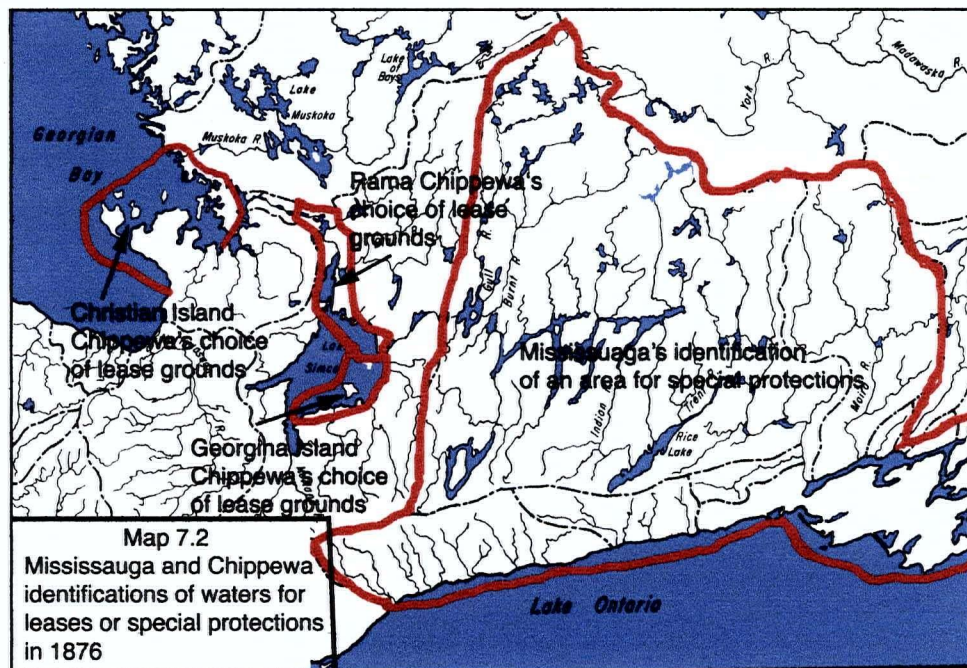 Georgian
Bay
Lake
of
Bays
Lake
Muskoka
Muskoka R.
York R.
Madawaska R.
Rama Chippewa's
choice of lease
grounds
Christian Island
Chippewa's choice
of lease grounds
Lake
Simcoe
Gull R.
Burnt R.
Mississuaga's identification
of an area for special protections
Indian
Trent R.
Rice
Lake
Moira R.
Georgina Island
Chippewa's choice
of lease grounds
Lake Ontario
Map 7.2
Mississauga and Chippewa
identifications of waters for
leases or special protections
in 1876